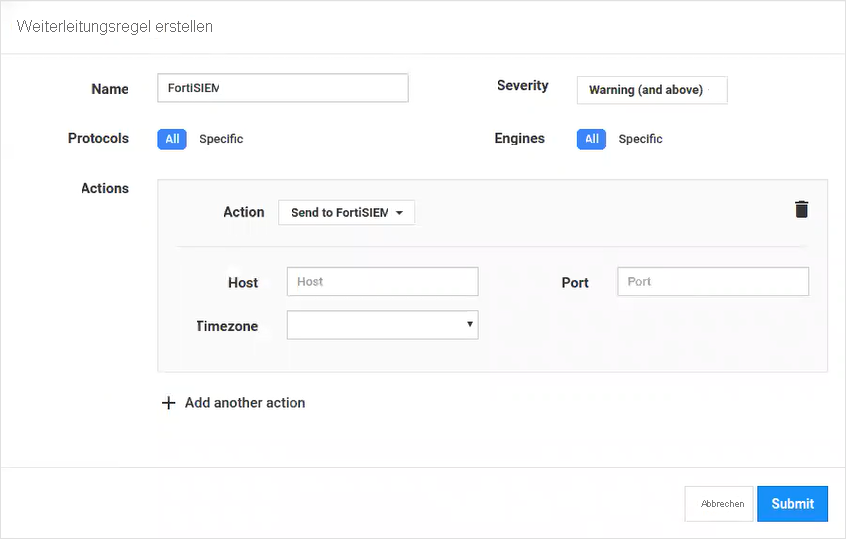 Weiterleitungsregel erstellen
Name FortiSIEM Severity Warning (and above)
Protocols All Specific Engines All Specific
Actions
Action Send to FortiSIEM
Host Host Port Port
Timezone
Add another action
Abbrechen Submit